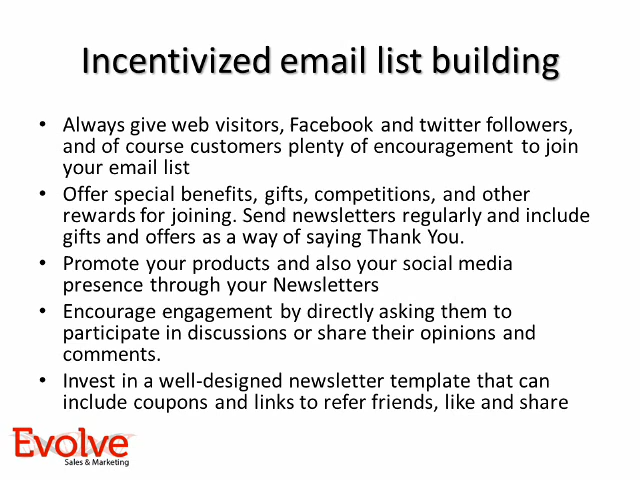 Incentivized email list building
• Always give web visitors, Facebook and twitter followers,
and of course customers plenty of encouragement to join
your email list
• Offer special benefits, gifts, competitions, and other
rewards for joining. Send newsletters regularly and include
gifts and offers as a way of saying Thank You.
• Promote your products and also your social media
presence through your Newsletters
• Encourage engagement by directly asking them to
participate in discussions or share their opinions and
comments.
• Invest in a well-designed newsletter template that can
include coupons and links to refer friends, like and share
Evolve
Sales & Marketing